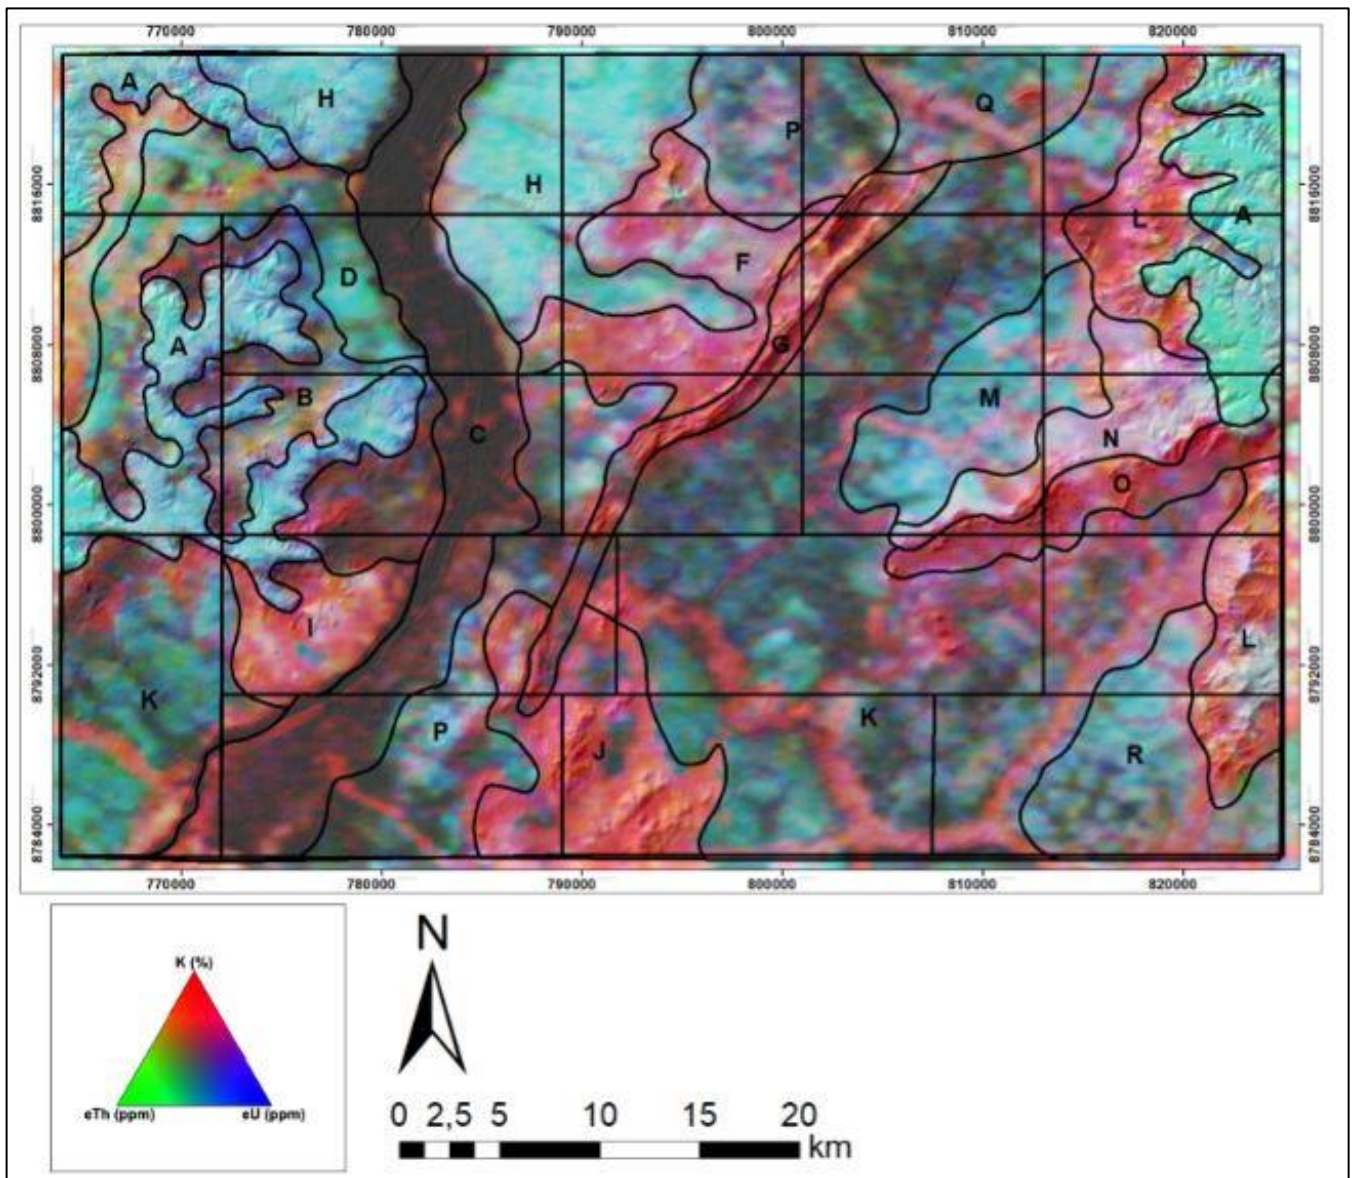 770000 780000 790000 800000 810000 820000
A H P Q
8816000 H L A 8816000
D F
8808000 A G 8808000
B M
C N
O
8800000 8800000
I
L
8792000 K 8792000
P J K R
8784000 8784000
770000 780000 790000 800000 810000 820000
K (%)
eTh (ppm) eU (ppm)
N
0 2,5 5 10 15 20
km